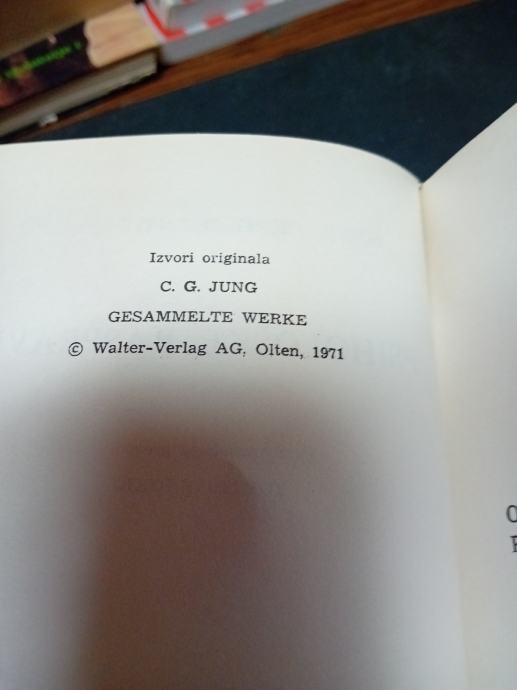 Izvori originala
C. G. JUNG
GESAMMELTE WERKE
© Walter-Verlag AG, Olten, 1971